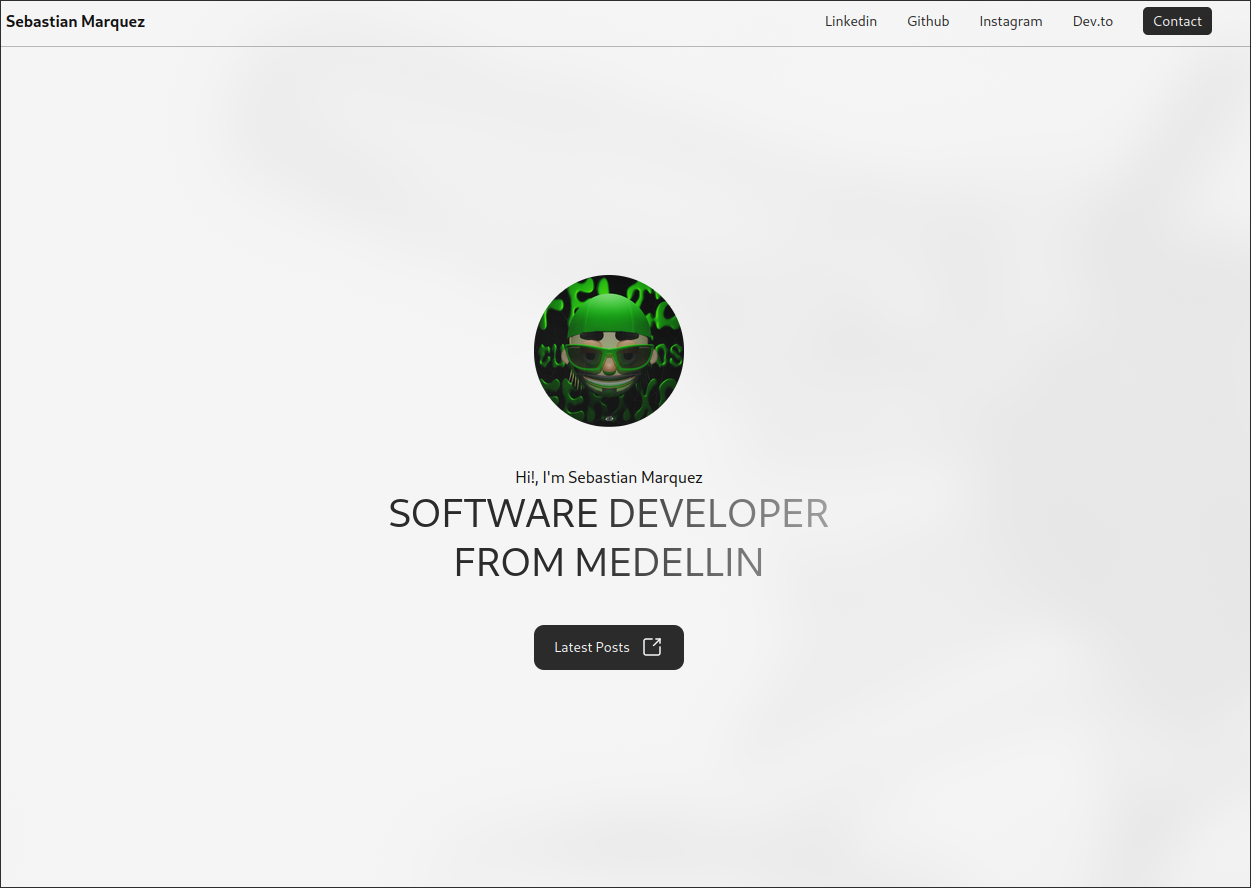 Sebastian Marquez
Linkedin
Github
Instagram
Dev.to
Contact
Hi!, I'm Sebastian Marquez
SOFTWARE DEVELOPER
FROM MEDELLIN
Latest Posts